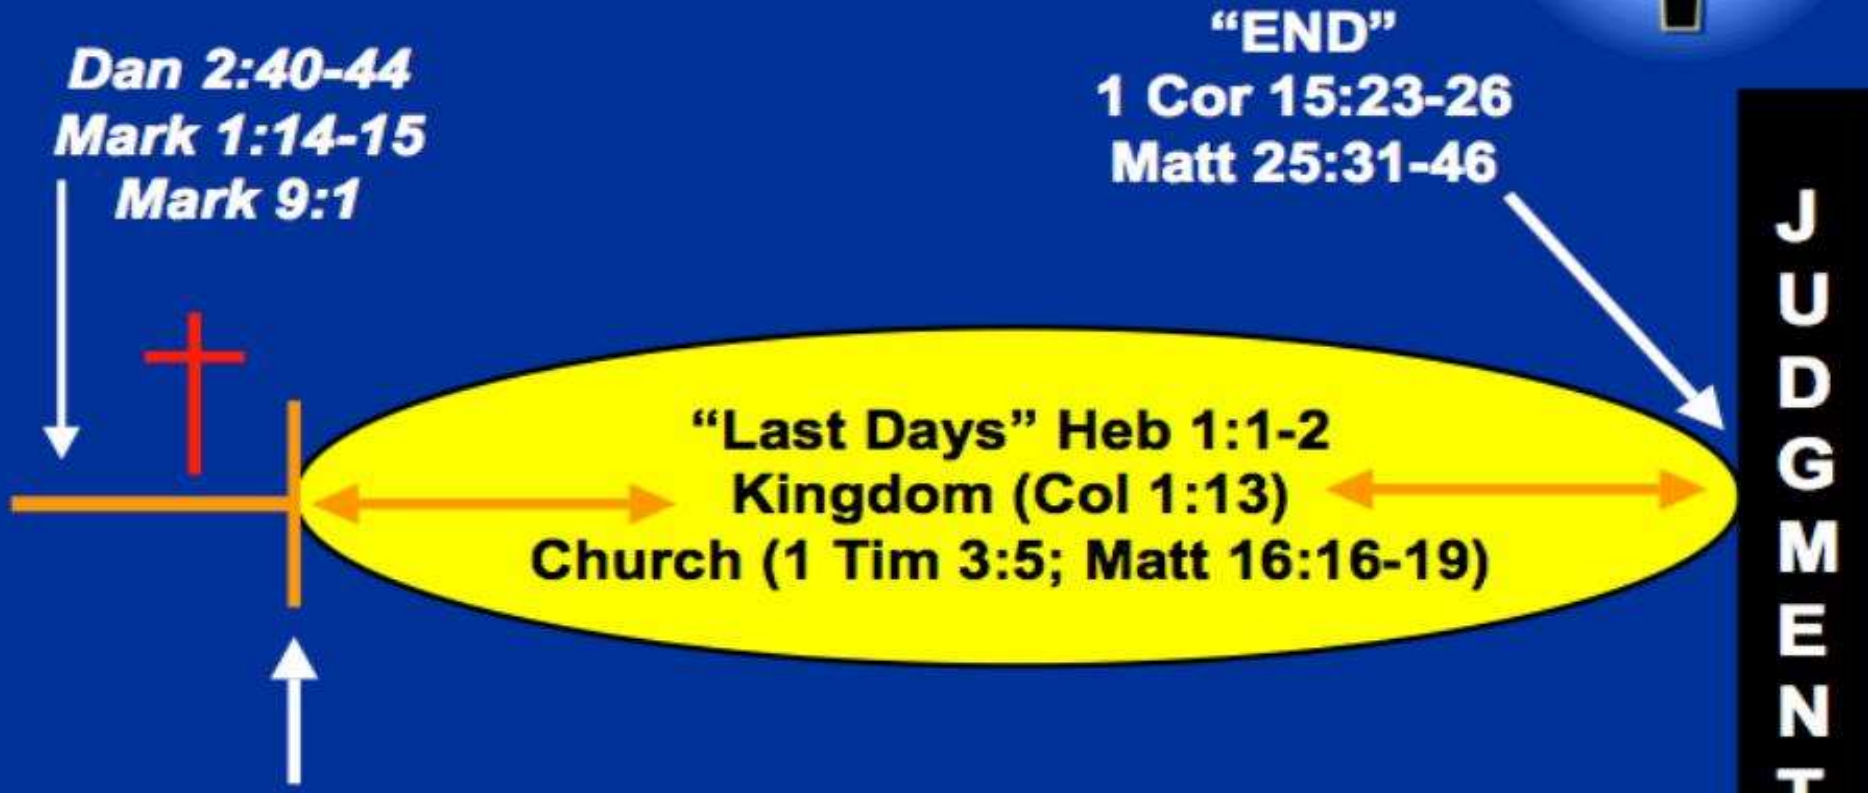 Dan 2:40-44
Mark 1:14-15
Mark 9:1
“END”
1 Cor 15:23-26
Matt 25:31-46
“Last Days” Heb 1:1-2
Kingdom (Col 1:13)
Church (1 Tim 3:5; Matt 16:16-19)
J
U
D
G
M
E
N
T